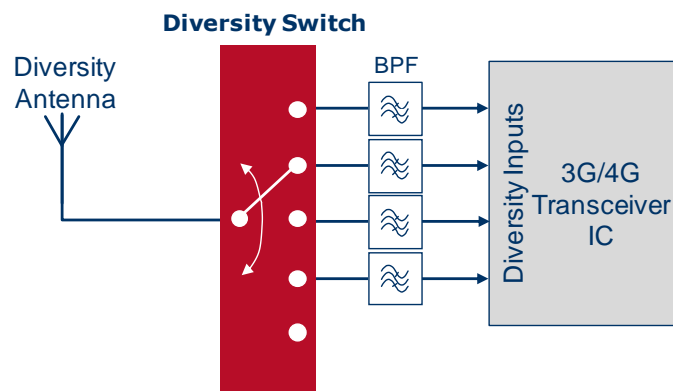 Diversity Switch
Diversity
Antenna
BPF
Diversity Inputs
3G/4G
Transceiver
IC